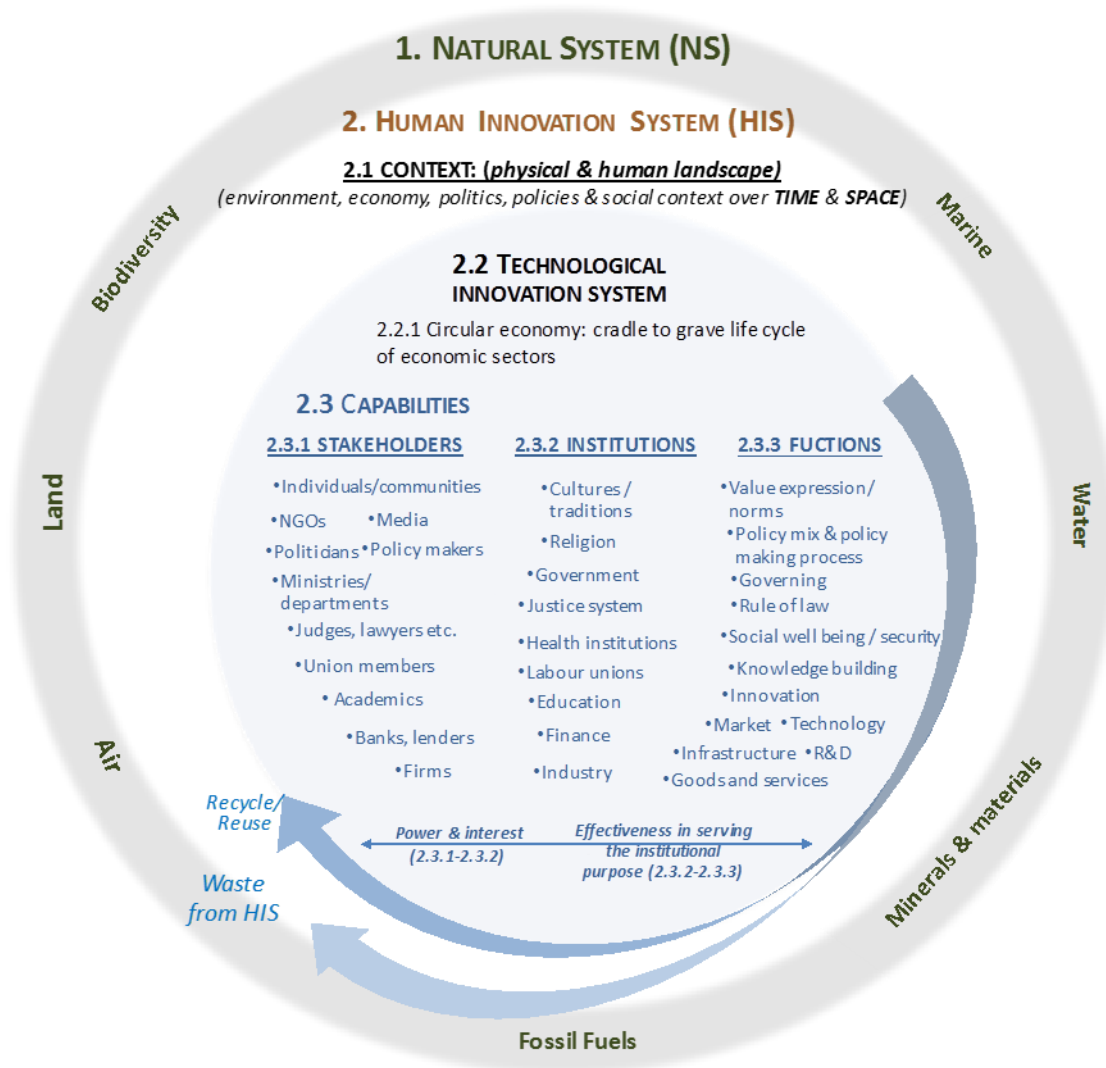 1. NATURAL SYSTEM (NS)
2. HUMAN INNOVATION SYSTEM (HIS)
2.1 CONTEXT: (physical & human landscape)
(environment, economy, politics, policies & social context over TIME & SPACE)
Biodiversity
Marine
2.2 TECHNOLOGICAL
INNOVATION SYSTEM
2.2.1 Circular economy: cradle to grave life cycle
of economic sectors
2.3 CAPABILITIES
2.3.1 STAKEHOLDERS
•Individuals/communities
•NGOs •Media
•Politicians •Policy makers
•Ministries/
departments
•Judges, lawyers etc.
•Union members
• Academics
•Banks, lenders
•Firms
2.3.2 INSTITUTIONS
•Cultures /
traditions
•Religion
•Government
•Justice system
•Health institutions
•Labour unions
•Education
•Finance
•Industry
2.3.3 FUCTIONS
•Value expression/
norms
•Policy mix & policy
making process
•Governing
•Rule of law
•Social well being / security
•Knowledge building
•Innovation
•Market •Technology
•Infrastructure •R&D
•Goods and services
Land
Water
Air
Minerals & materials
Recycle/
Reuse
Power & interest
(2.3.1-2.3.2)
Effectiveness in serving
the institutional
purpose (2.3.2-2.3.3)
Waste
from HIS
Fossil Fuels